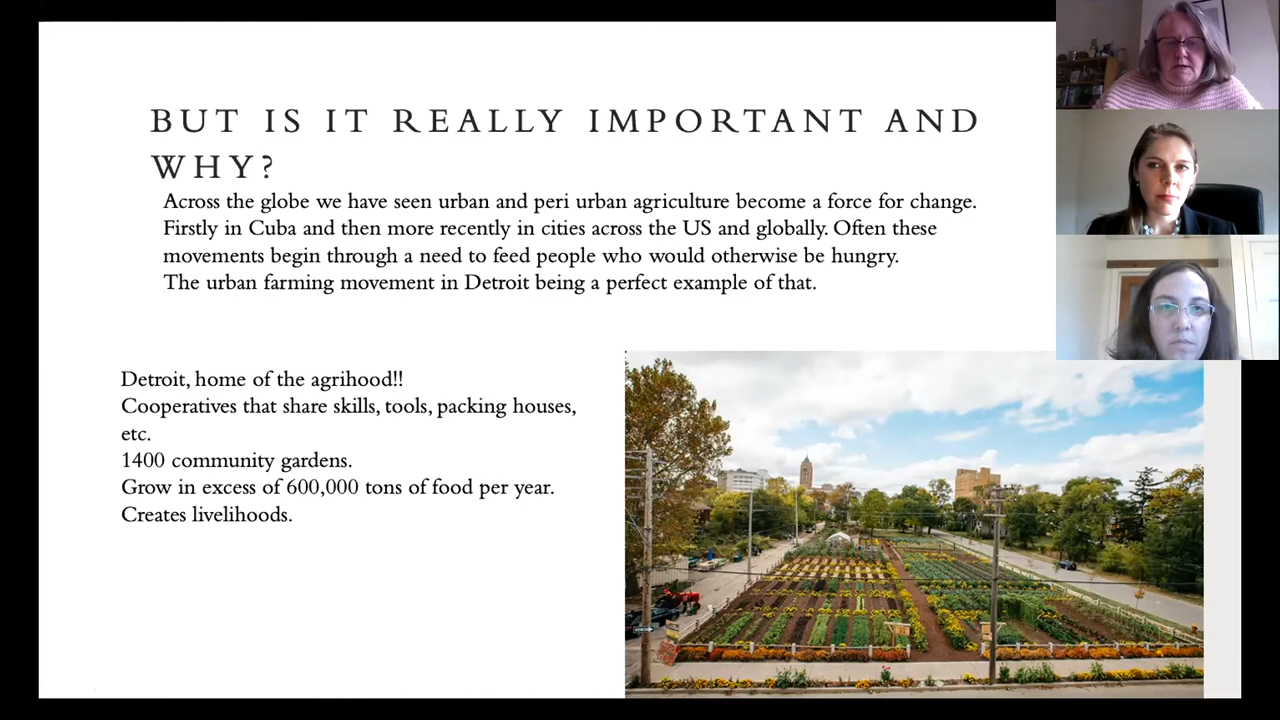 BUT IS IT REALLY IMPORTANT AND
WHY?
Across the globe we have seen urban and peri urban agriculture become a force for change.
Firstly in Cuba and then more recently in cities across the US and globally. Often these
movements begin through a need to feed people who would otherwise be hungry.
The urban farming movement in Detroit being a perfect example of that.
Detroit, home of the agrihood!!
Cooperatives that share skills, tools, packing houses,
etc.
1400 community gardens.
Grow in excess of 600,000 tons of food per year.
Creates livelihoods.